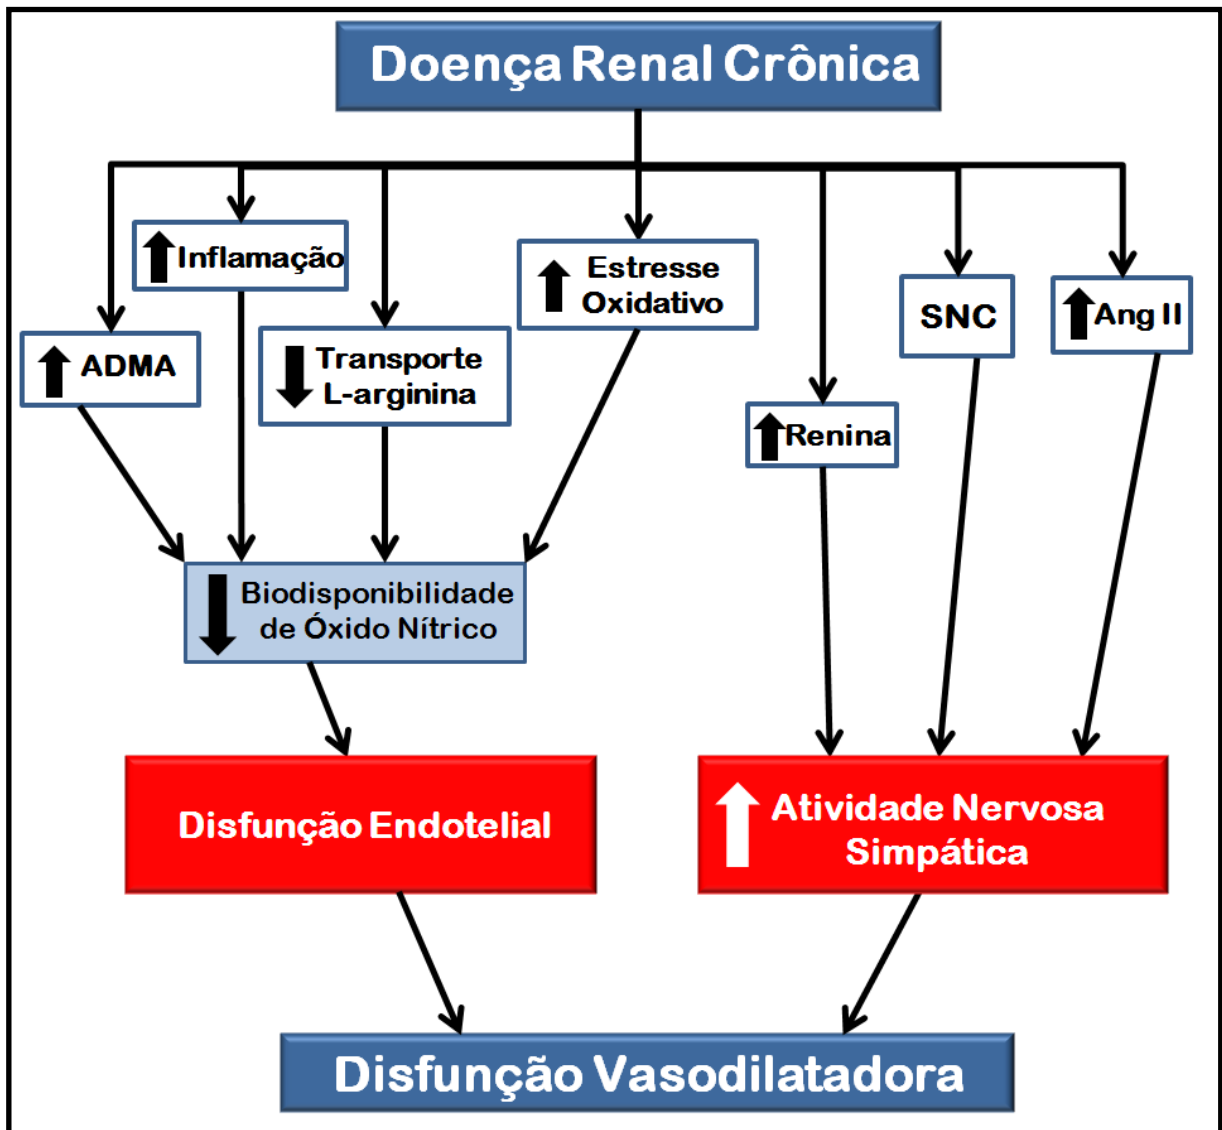 Doença Renal Crônica
Inflamação
Estresse
Oxidativo
SNC
Ang II
ADMA
Transporte
L-arginina
Renina
Biodisponibilidade
de Óxido Nítrico
Disfunção Endotelial
Atividade Nervosa
Simpática
Disfunção Vasodilatadora